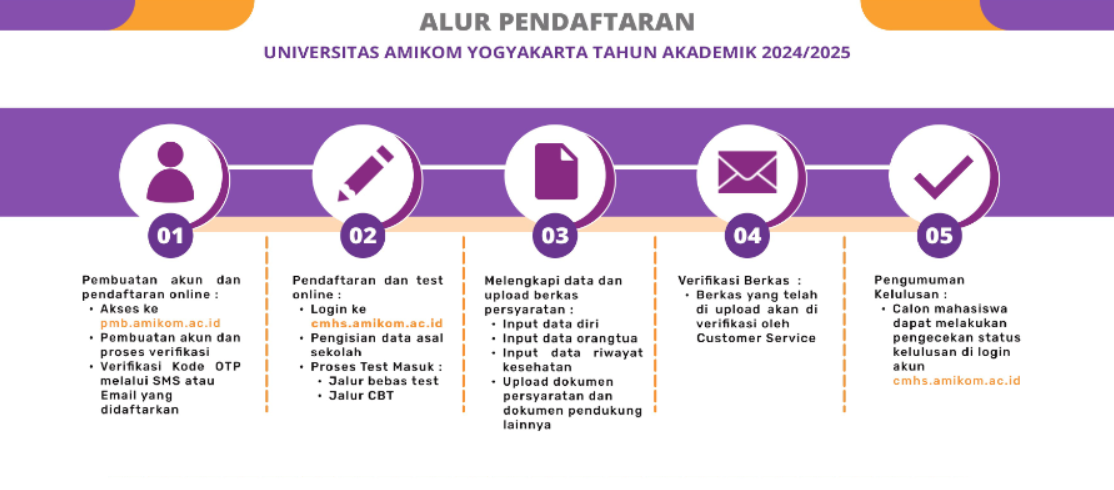 ALUR PENDAFTARAN
UNIVERSITAS AMIKOM YOGYAKARTA TAHUN AKADEMIK 2024/2025
01
Pembuatan akun dan
pendaftaran online :
• Akses ke
pmb.amikom.ac.id
• Pembuatan akun dan
proses verifikasi
• Verifikasi Kode OTP
melalui SMS atau
Email yang
didaftarkan
02
Pendaftaran dan test
online :
• Login ke
cmhs.amikom.ac.id
• Pengisian data asal
sekolah
• Proses Test Masuk :
• Jalur bebas test
• Jalur CBT
03
Melengkapi data dan
upload berkas
persyaratan :
• Input data diri
• Input data orangtua
• Input data riwayat
kesehatan
• Upload dokumen
persyaratan dan
dokumen pendukung
lainnya
04
Verifikasi Berkas :
• Berkas yang telah
di upload akan di
verifikasi oleh
Customer Service
05
Pengumuman
Kelulusan :
• Calon mahasiswa
dapat melakukan
pengecekan status
kelulusan di login
akun
cmhs.amikom.ac.id